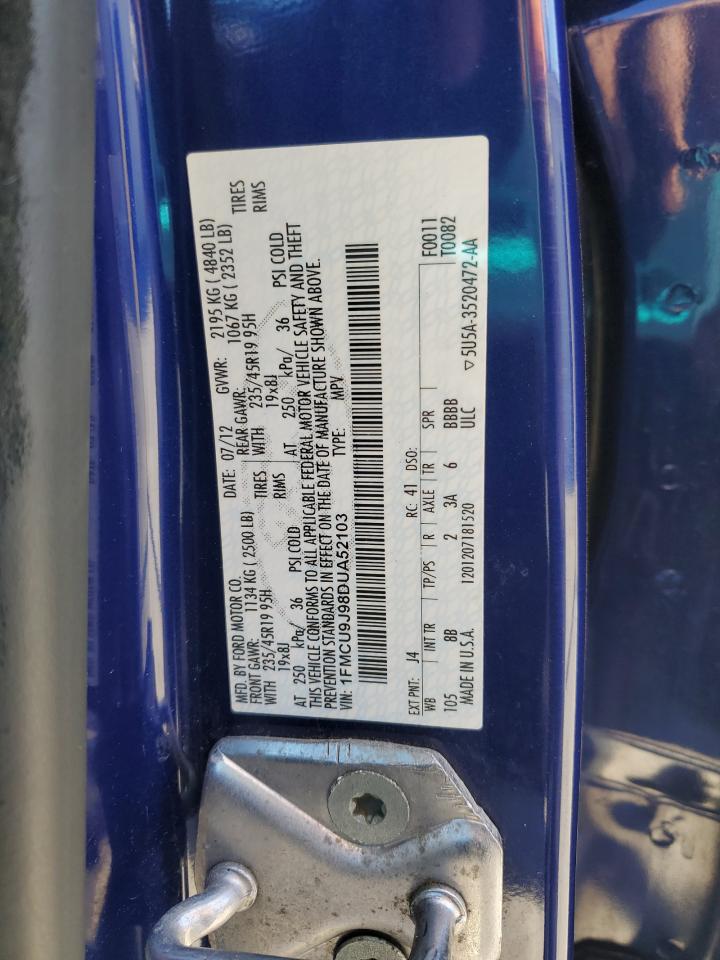 MFD. BY FORD MOTOR CO. DATE: 07/12 GVWR: 2195 KG ( 4840 LB)
FRONT GAWR: 1134 KG ( 2500 LB) REAR GAWR: 1067 KG ( 2352 LB)
WITH 235/45R19 95H TIRES WITH 235/45R19 95H TIRES
19x8J RIMS 19x8J RIMS
AT 250 kPa/ 36 PSI COLD AT 250 kPa/ 36 PSI COLD
THIS VEHICLE CONFORMS TO ALL APPLICABLE FEDERAL MOTOR VEHICLE SAFETY AND THEFT
PREVENTION STANDARDS IN EFFECT ON THE DATE OF MANUFACTURE SHOWN ABOVE.
VIN: 1FMCU9J98DUA52103 TYPE: MPV
EXT PNT: J4 RC: 41 DSO: F0011
WB INT TR TP/PS R AXLE TR SPR T0082
105 8B 2 3A 6 BBBB
MADE IN U.S.A. 1201207181520 ULC ▽5U5A-3520472-AA